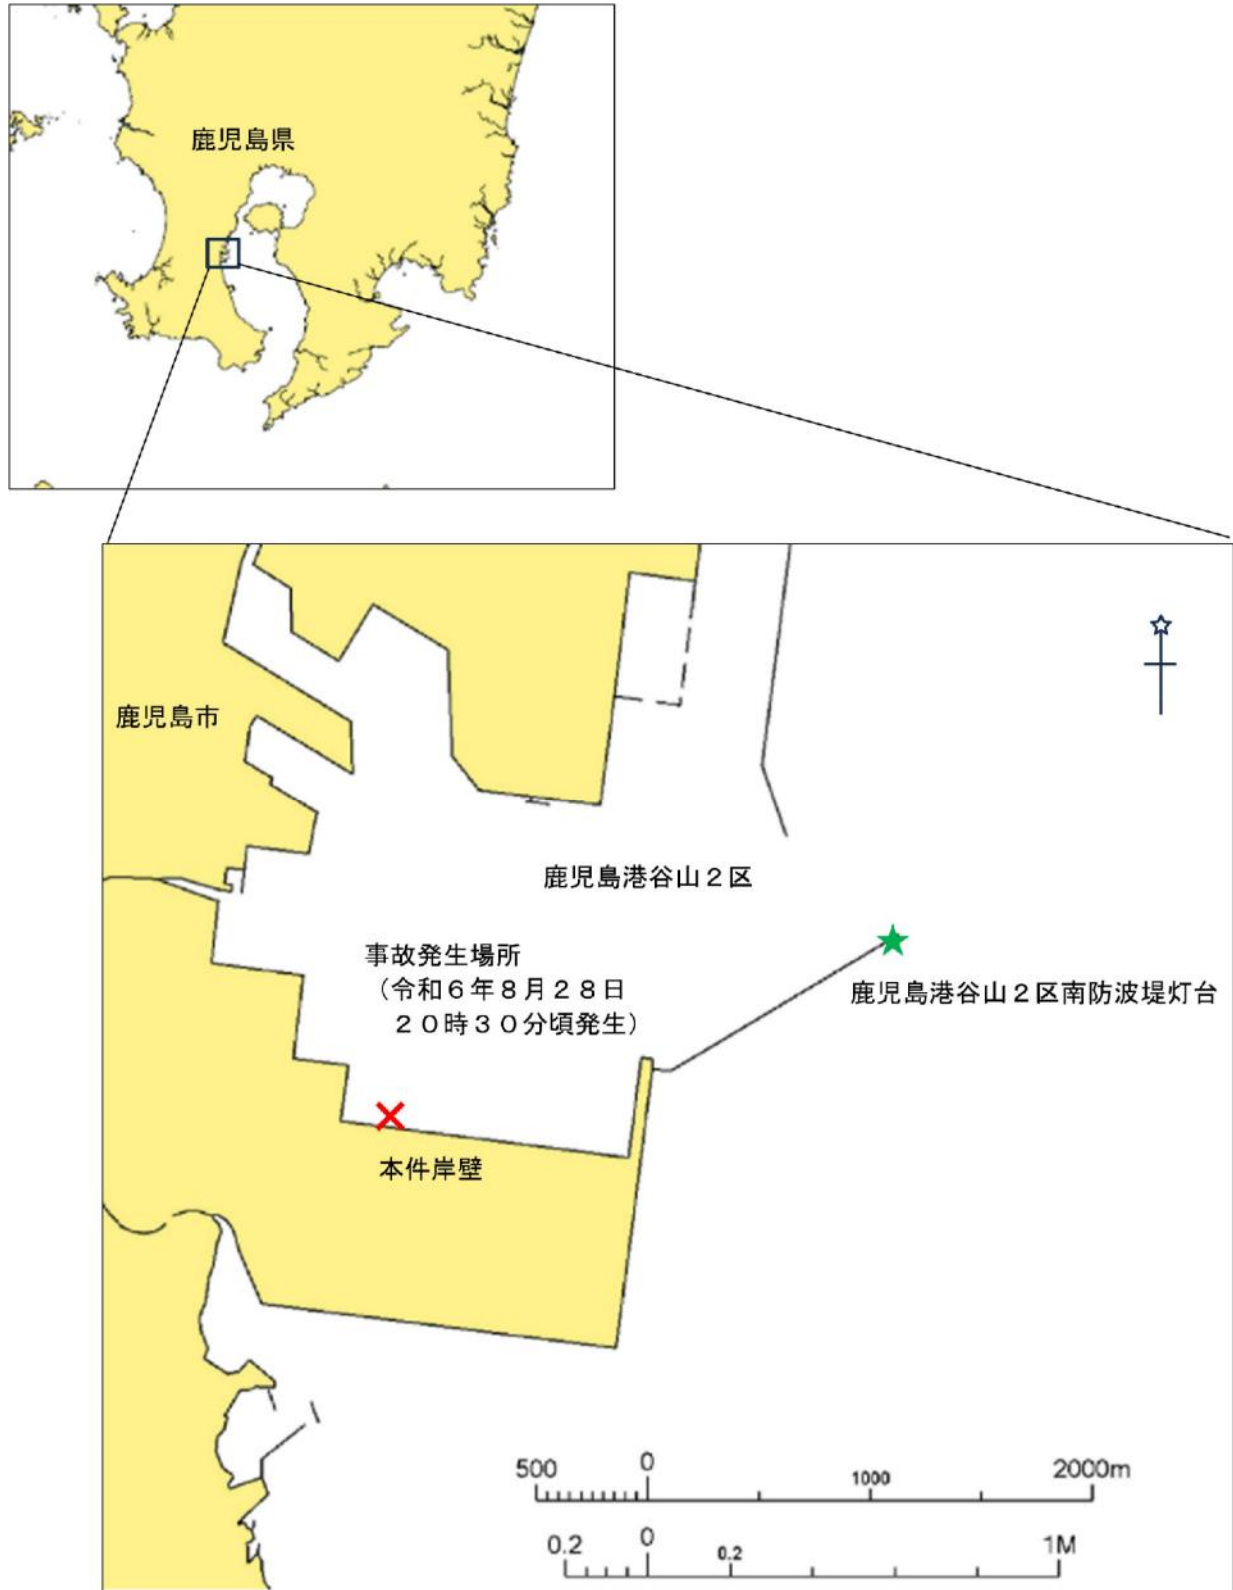 鹿児島県
鹿児島市
鹿児島港谷山２区
事故発生場所
（令和６年８月２８日
２０時３０分頃発生）
鹿児島港谷山２区南防波堤灯台
本件岸壁
500 0 1000 2000m
0.2 0 0.2 1M